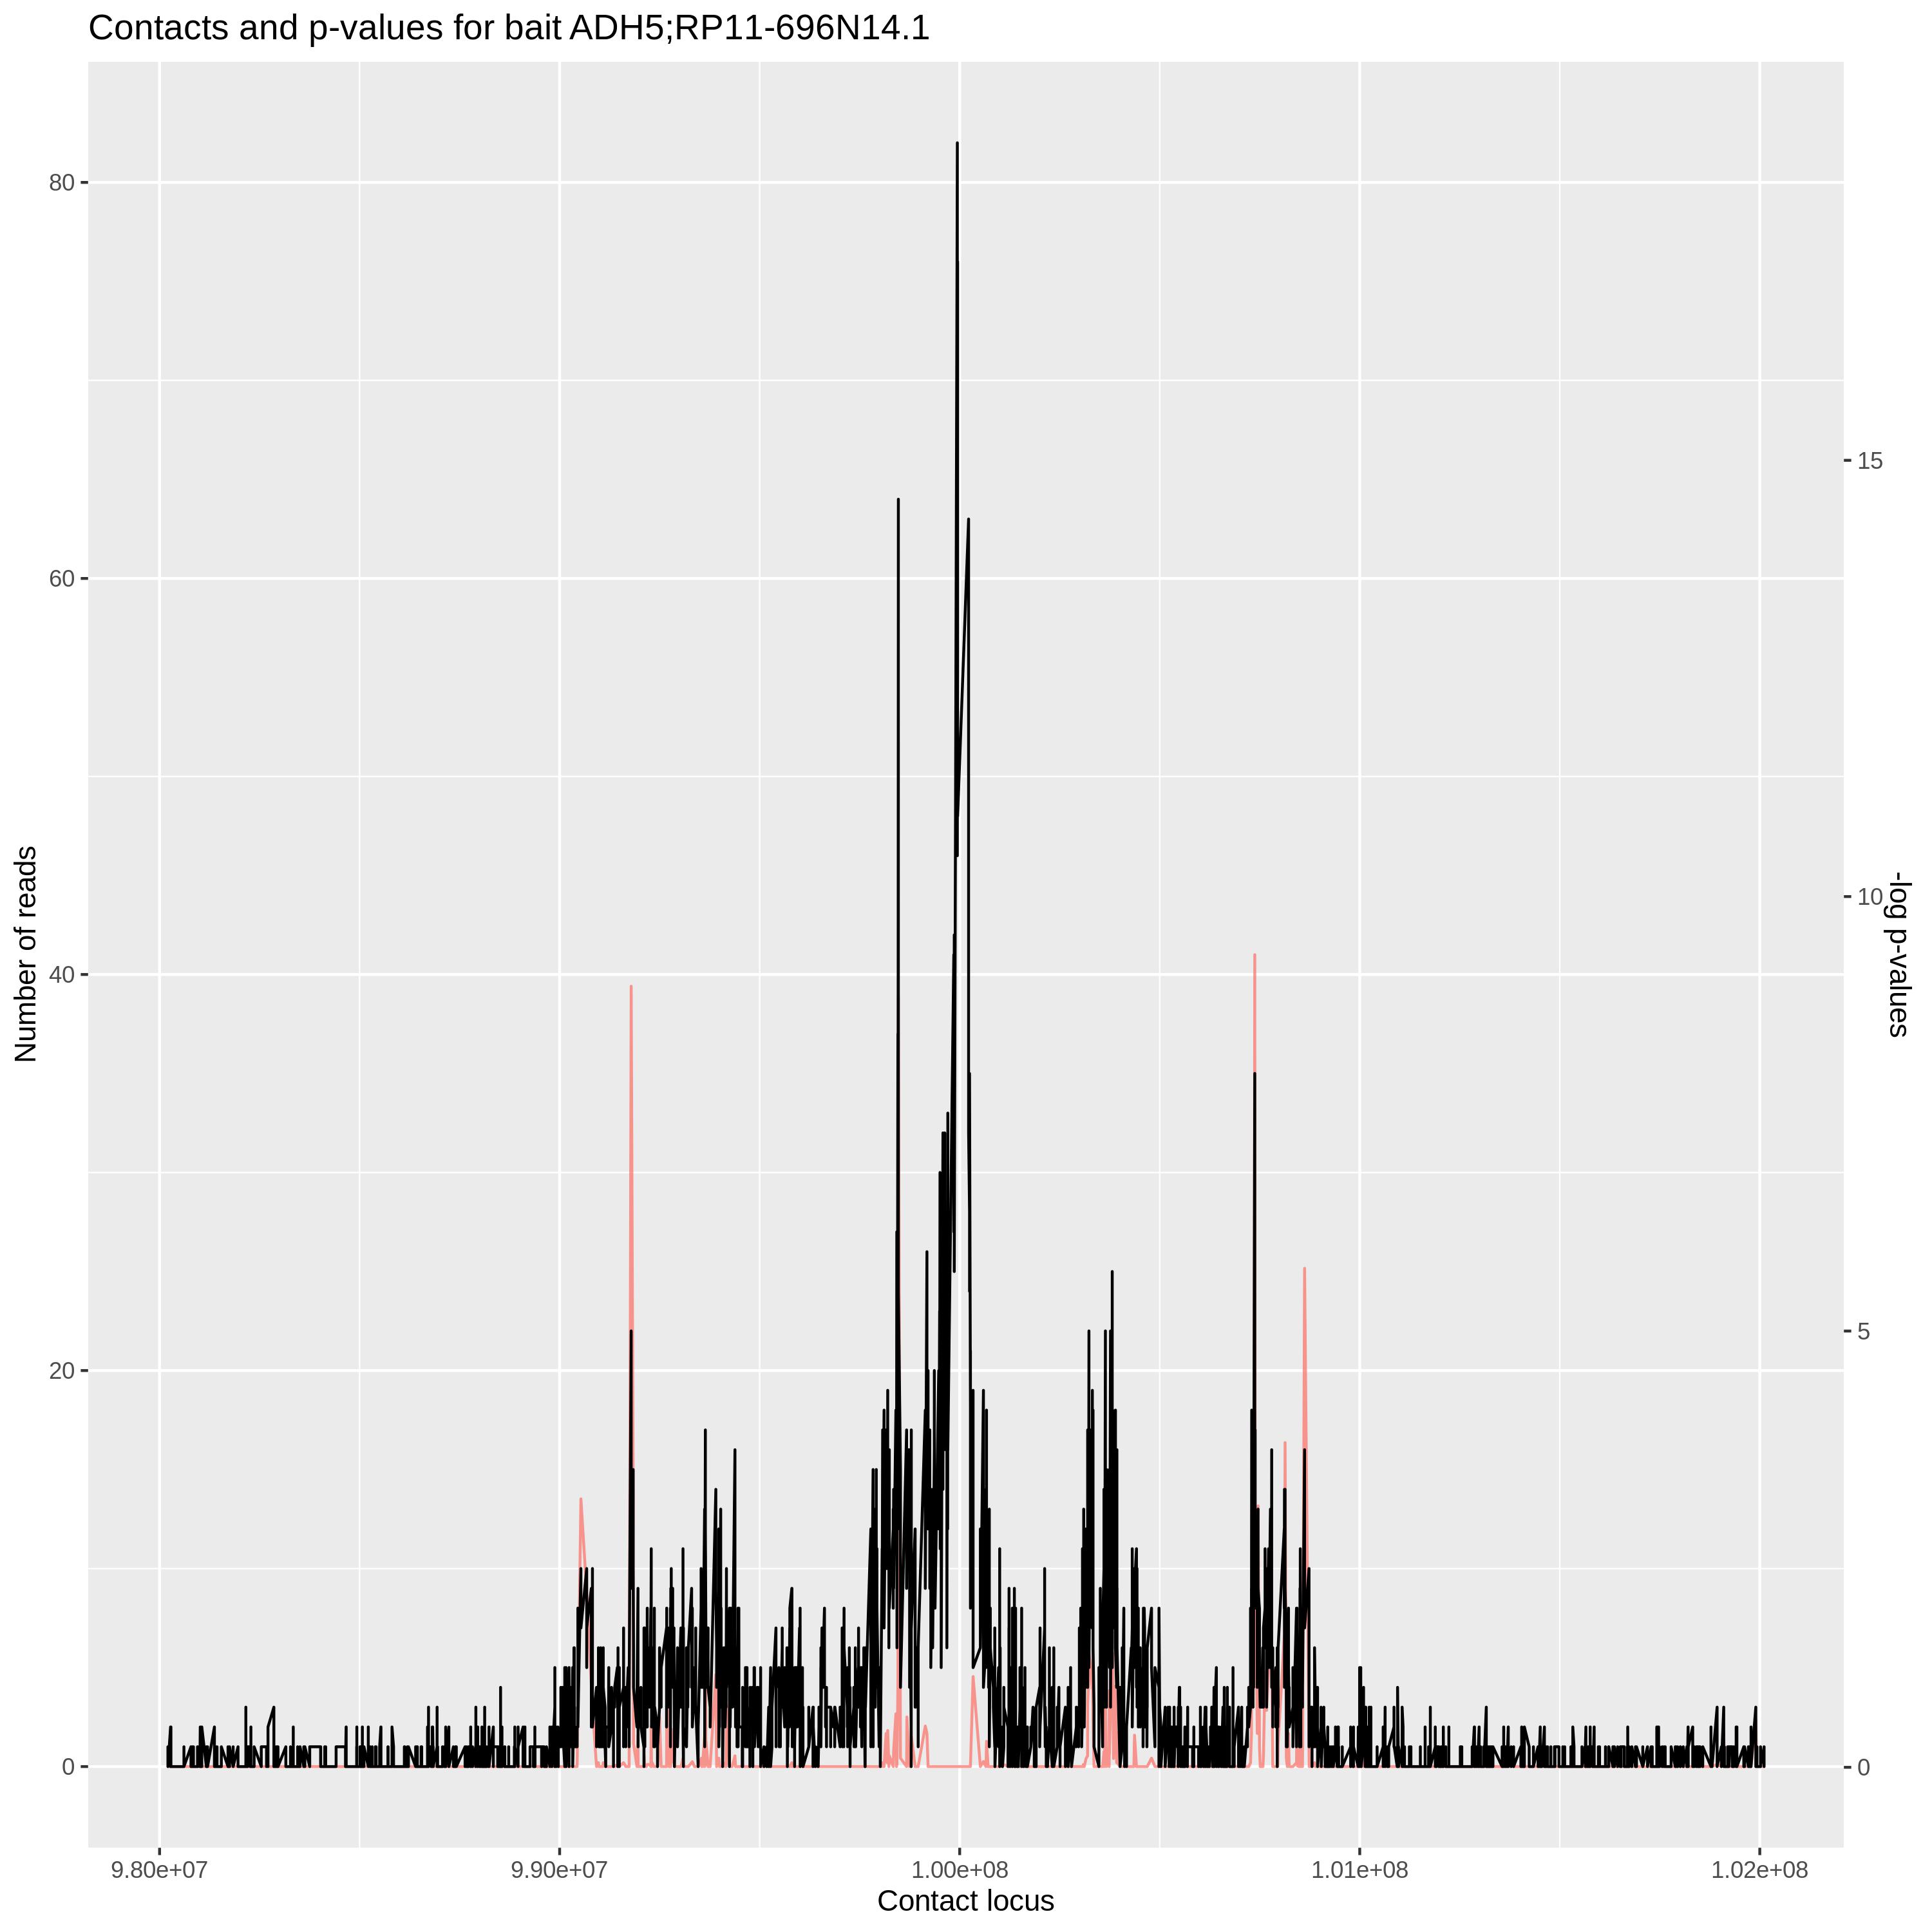 Contacts and p-values for bait ADH5;RP11-696N14.1
80
60
40
20
0
Number of reads
15
10
5
0
-log p-values
9.80e+07
9.90e+07
1.00e+08
1.01e+08
1.02e+08
Contact locus